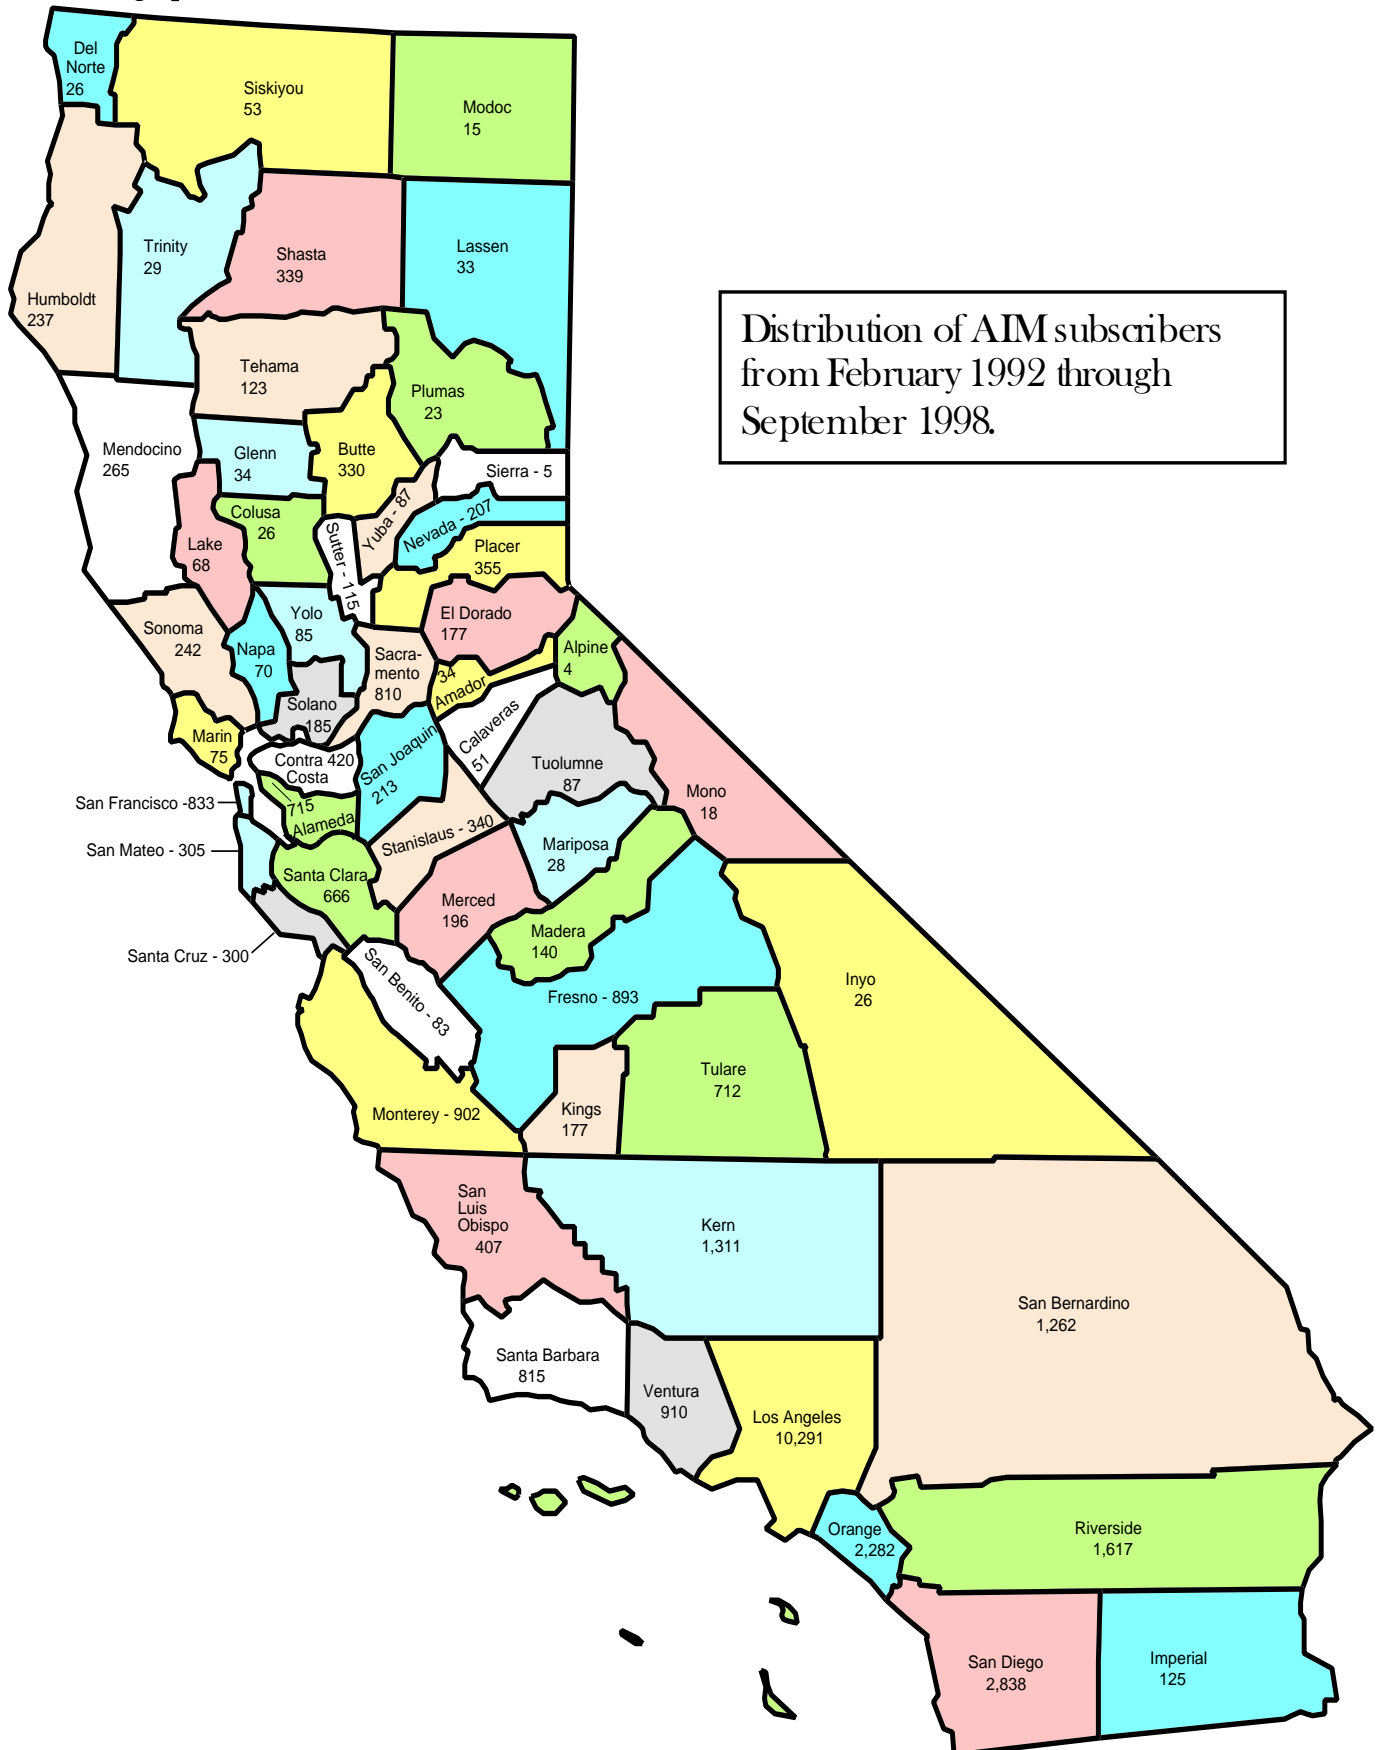 Del
Norte
26
Siskiyou
53
Modoc
15
Trinity
29
Shasta
339
Lassen
33
Humboldt
237
Distribution of AIM subscribers
from February 1992 through
September 1998.
Tehama
123
Plumas
23
Mendocino
265
Glenn
34
Butte
330
Sierra - 5
Colusa
26
Yuba - 87
Nevada - 207
Sutter - 115
Lake
68
Placer
355
Yolo
85
El Dorado
177
Sonoma
242
Napa
70
Sacra-
mento
810
Alpine
4
34
Amador
Solano
185
Marin
75
Calaveras
51
Contra 420
Costa
San Joaquin
213
Tuolumne
87
Mono
18
San Francisco -833
715
Alameda
Stanislaus - 340
Mariposa
28
San Mateo - 305
Santa Clara
666
Merced
196
Madera
140
Santa Cruz - 300
San Benito - 83
Fresno - 893
Inyo
26
Tulare
712
Monterey - 902
Kings
177
San
Luis
Obispo
407
Kern
1,311
San Bernardino
1,262
Santa Barbara
815
Ventura
910
Los Angeles
10,291
Orange
2,282
Riverside
1,617
San Diego
2,838
Imperial
125